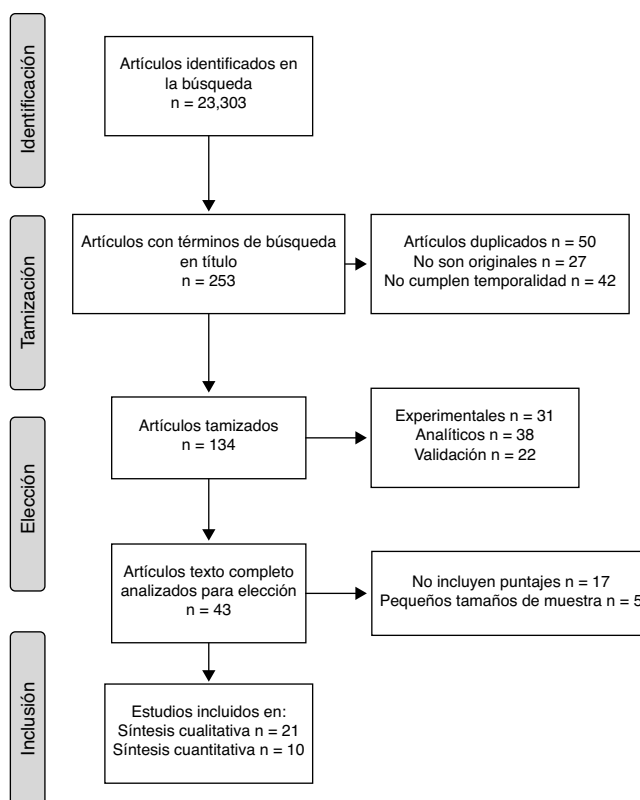 Identificación
Artículos identificados en
la búsqueda
n = 23,303
Tamización
Artículos con términos de búsqueda
en título
n = 253
Artículos duplicados n = 50
No son originales n = 27
No cumplen temporalidad n = 42
Elección
Artículos tamizados
n = 134
Experimentales n = 31
Analíticos n = 38
Validación n = 22
Artículos texto completo
analizados para elección
n = 43
No incluyen puntajes n = 17
Pequeños tamaños de muestra n = 5
Inclusión
Estudios incluidos en:
Síntesis cualitativa n = 21
Síntesis cuantitativa n = 10